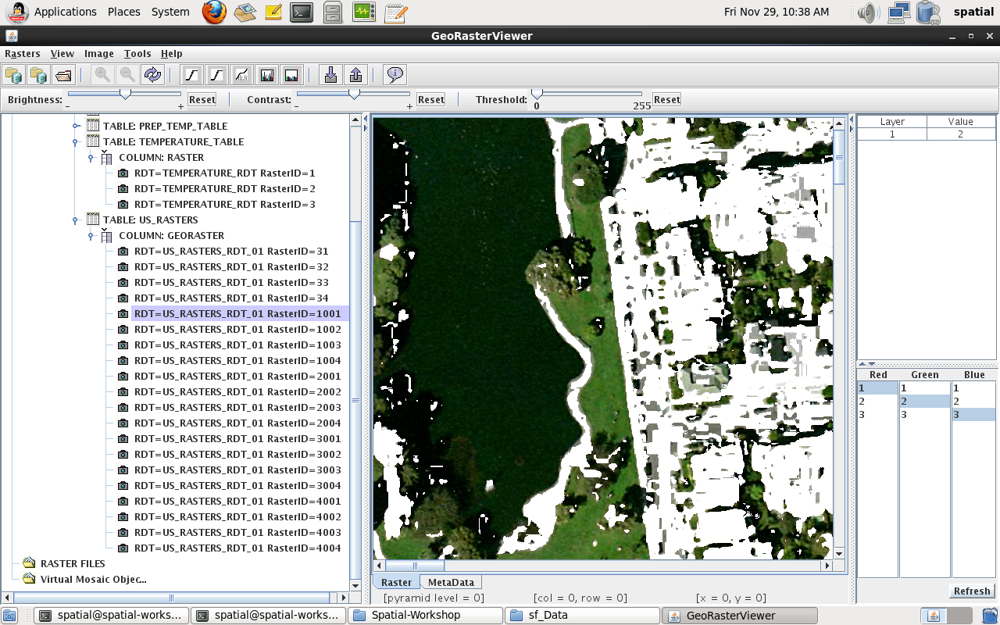 Applications Places System Fri Nov 29, 10:38 AM spatial
GeoRasterViewer
Rasters View Image Tools Help
Brightness: - + Reset Contrast: - + Reset Threshold: 0 255 Reset
TABLE: PREP_TEMP_TABLE
TABLE: TEMPERATURE_TABLE
COLUMN: RASTER
RDT=TEMPERATURE_RDT RasterID=1
RDT=TEMPERATURE_RDT RasterID=2
RDT=TEMPERATURE_RDT RasterID=3
TABLE: US_RASTERS
COLUMN: GEORASTER
RDT=US_RASTERS_RDT_01 RasterID=31
RDT=US_RASTERS_RDT_01 RasterID=32
RDT=US_RASTERS_RDT_01 RasterID=33
RDT=US_RASTERS_RDT_01 RasterID=34
RDT=US_RASTERS_RDT_01 RasterID=1001
RDT=US_RASTERS_RDT_01 RasterID=1002
RDT=US_RASTERS_RDT_01 RasterID=1003
RDT=US_RASTERS_RDT_01 RasterID=1004
RDT=US_RASTERS_RDT_01 RasterID=2001
RDT=US_RASTERS_RDT_01 RasterID=2002
RDT=US_RASTERS_RDT_01 RasterID=2003
RDT=US_RASTERS_RDT_01 RasterID=2004
RDT=US_RASTERS_RDT_01 RasterID=3001
RDT=US_RASTERS_RDT_01 RasterID=3002
RDT=US_RASTERS_RDT_01 RasterID=3003
RDT=US_RASTERS_RDT_01 RasterID=3004
RDT=US_RASTERS_RDT_01 RasterID=4001
RDT=US_RASTERS_RDT_01 RasterID=4002
RDT=US_RASTERS_RDT_01 RasterID=4003
RDT=US_RASTERS_RDT_01 RasterID=4004
RASTER FILES
Virtual Mosaic Objec...
Raster MetaData
[pyramid level = 0] [col = 0, row = 0] [x = 0, y = 0]
Layer Value
1 2
Red Green Blue
1 1 1
2 2 2
3 3 3
Refresh
spatial@spatial-works... spatial@spatial-works... Spatial-Workshop sf_Data GeoRasterViewer